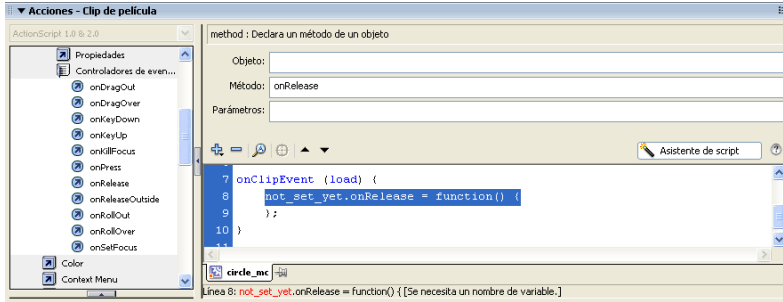 Acciones - Clip de película
ActionScript 1.0 & 2.0
Propiedades
Controladores de even...
onDragOut
onDragOver
onKeyDown
onKeyUp
onKillFocus
onPress
onRelease
onReleaseOutside
onRollOut
onRollOver
onSetFocus
Color
Context Menu
method : Declara un método de un objeto
Objeto:
Método: onRelease
Parámetros:
Asistente de script
7 onClipEvent (load) {
8 not_set_yet.onRelease = function() {
9 };
10 }
11
circle_mc
Línea 8: not_set_yet.onRelease = function() { [Se necesita un nombre de variable.]